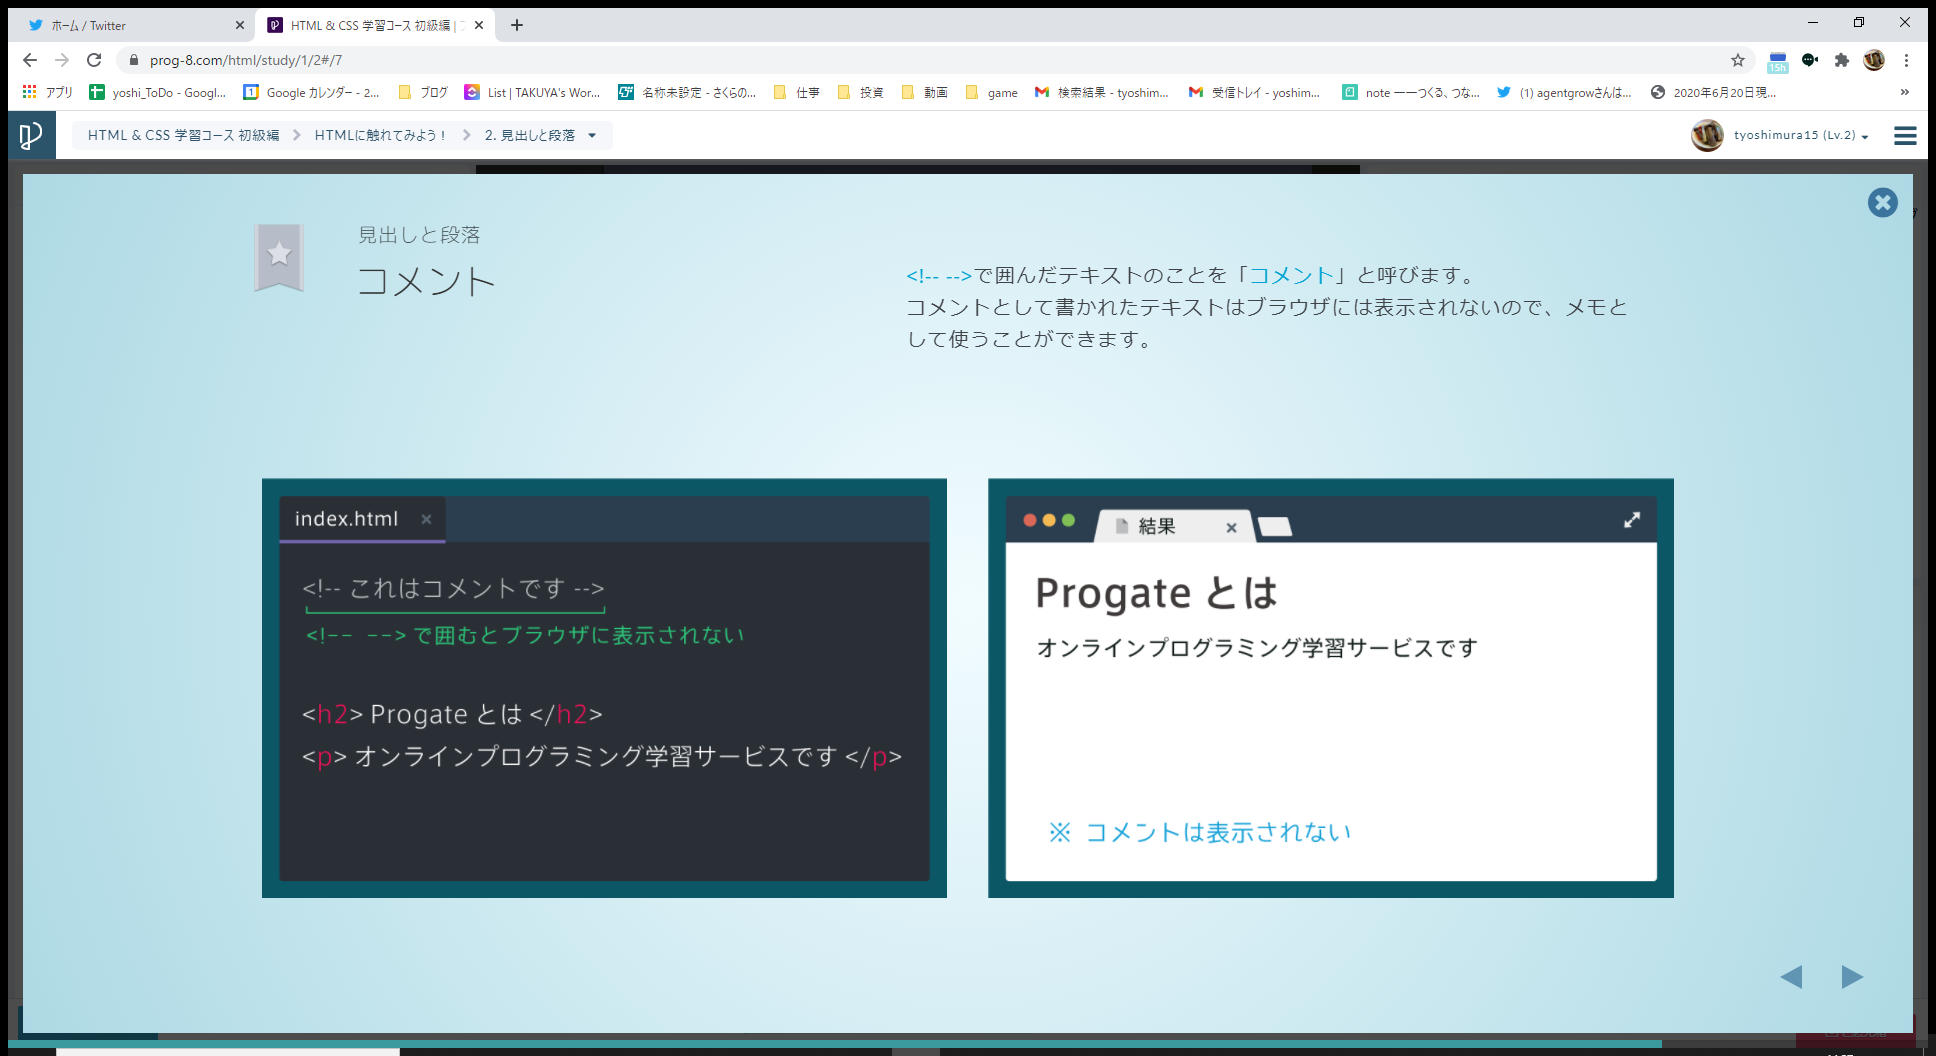 ホーム / Twitter
HTML & CSS 学習コース 初級編 |
prog-8.com/html/study/1/2#/7
15h
アプリ
yoshi_ToDo - Googl...
Google カレンダー - 2...
ブログ
List | TAKUYA's Wor...
名称未設定 - さくらの...
仕事
投資
動画
game
検索結果 - tyoshim...
受信トレイ - yoshim...
note ――つくる、つな...
(1) agentgrowさんは...
2020年6月20日現...
»
HTML & CSS 学習コース 初級編
HTMLに触れてみよう！
2. 見出しと段落
tyoshimura15 (Lv.2)
見出しと段落
コメント
<!-- -->で囲んだテキストのことを「コメント」と呼びます。
コメントとして書かれたテキストはブラウザには表示されないので、メモと
して使うことができます。
index.html
<!-- これはコメントです -->
<!-- --> で囲むとブラウザに表示されない
<h2> Progate とは </h2>
<p> オンラインプログラミング学習サービスです </p>
結果
Progate とは
オンラインプログラミング学習サービスです
※ コメントは表示されない